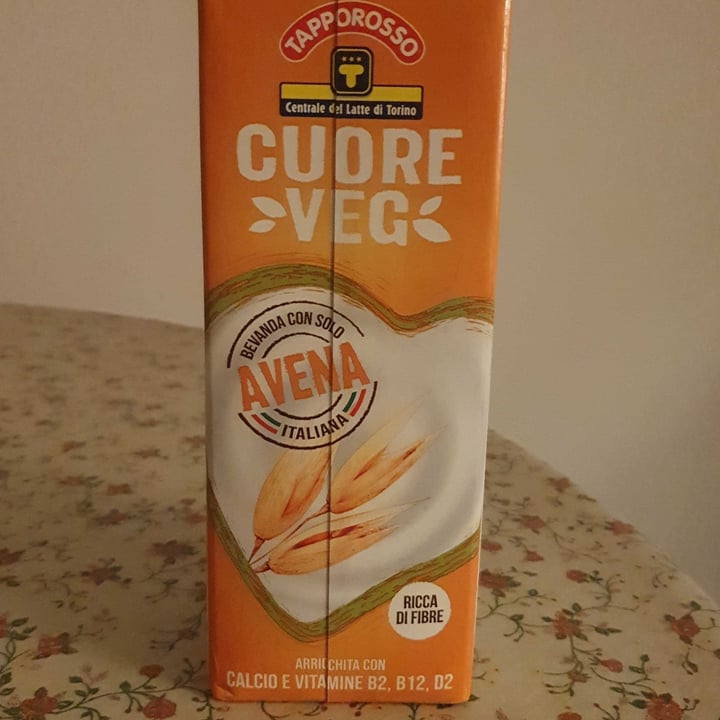 TAPPOROSSO
T
Centrale del Latte di Torino
CUORE
VEG
BEVANDA CON SOLO
AVENA
ITALIANA
RICCA
DI FIBRE
ARRICCHITA CON
CALCIO E VITAMINE B2, B12, D2